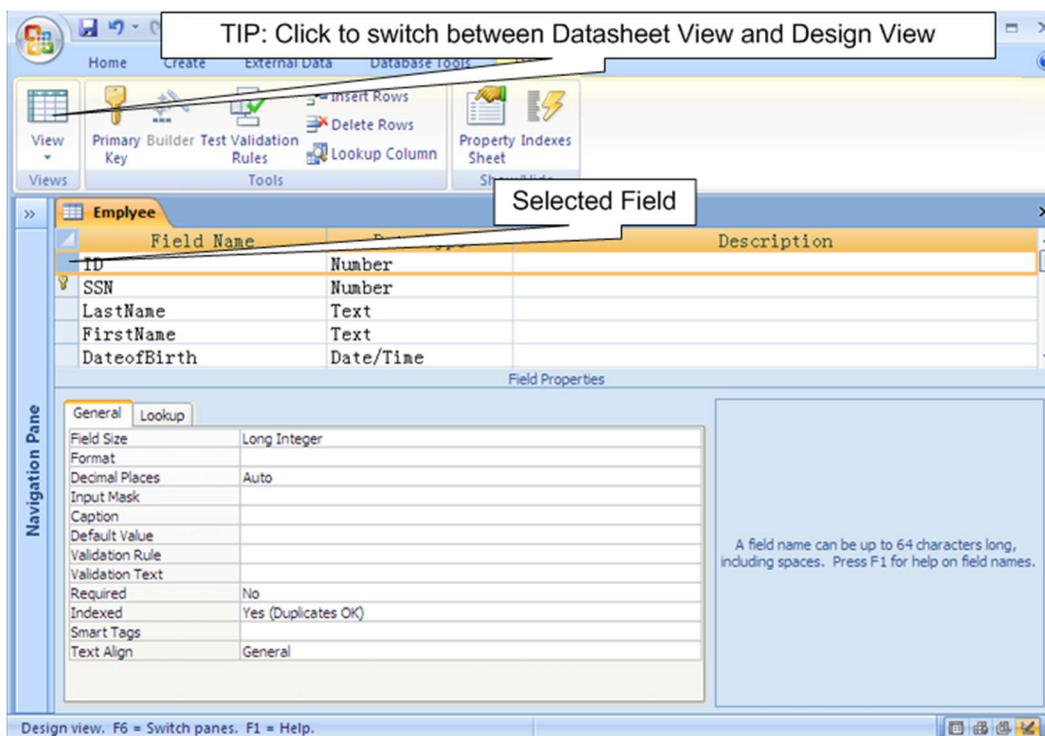 TIP: Click to switch between Datasheet View and Design View
Home Create External Data Database Tools
View
Primary Key
Builder
Test Validation Rules
Insert Rows
Delete Rows
Lookup Column
Property Sheet
Indexes
Views
Tools
Show/Hide
Selected Field
Emplyee
Field Name Data Type Description
ID Number
SSN Number
LastName Text
FirstName Text
DateofBirth Date/Time
Field Properties
Navigation Pane
General Lookup
Field Size Long Integer
Format
Decimal Places Auto
Input Mask
Caption
Default Value
Validation Rule
Validation Text
Required No
Indexed Yes (Duplicates OK)
Smart Tags
Text Align General
A field name can be up to 64 characters long,
including spaces. Press F1 for help on field names.
Design view. F6 = Switch panes. F1 = Help.